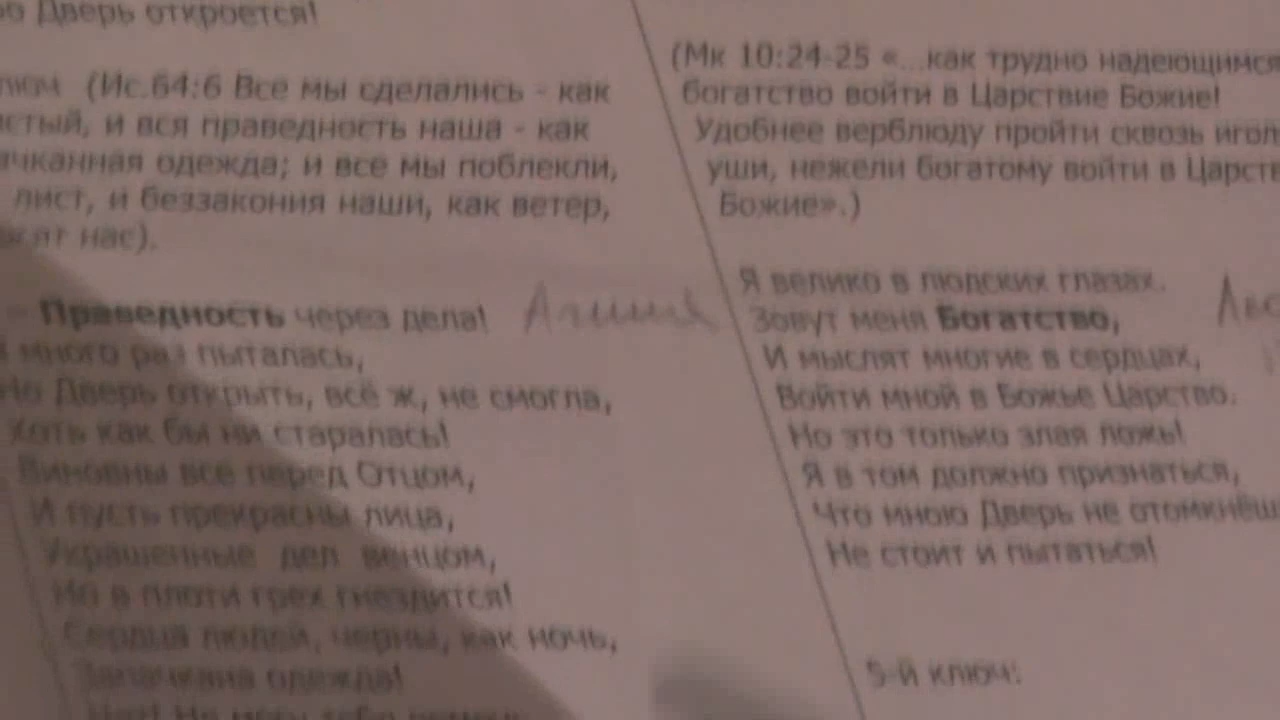 Дверь откроется!
(Ис.64:6 Все мы сделались - как
и вся праведность наша - как
одежда; и все мы поблекли,
лист, и беззакония наши, как ветер,
нас).
Праведность через дела!
много раз пыталась,
Но Дверь открыть, всё ж, не смогла,
Хоть как бы ни старалась!
Виновны все перед Отцом,
И пусть прекрасны лица,
Украшенные дел венцом,
Но в плоти грех гнездится!
Сердца людей, черны, как ночь,
Запачкана одежда!
(Мк 10:24-25 «...как трудно надеющимся
богатство войти в Царствие Божие!
Удобнее верблюду пройти сквозь игол
уши, нежели богатому войти в Царств
Божие».)
Я велико в людских глазах.
Зовут меня Богатство,
И мыслят многие в сердцах,
Войти мной в Божье Царство.
Но это только злая ложь!
Я в том должно признаться,
Что мною Дверь не отомкнёш
Не стоит и пытаться!
5-й ключ: